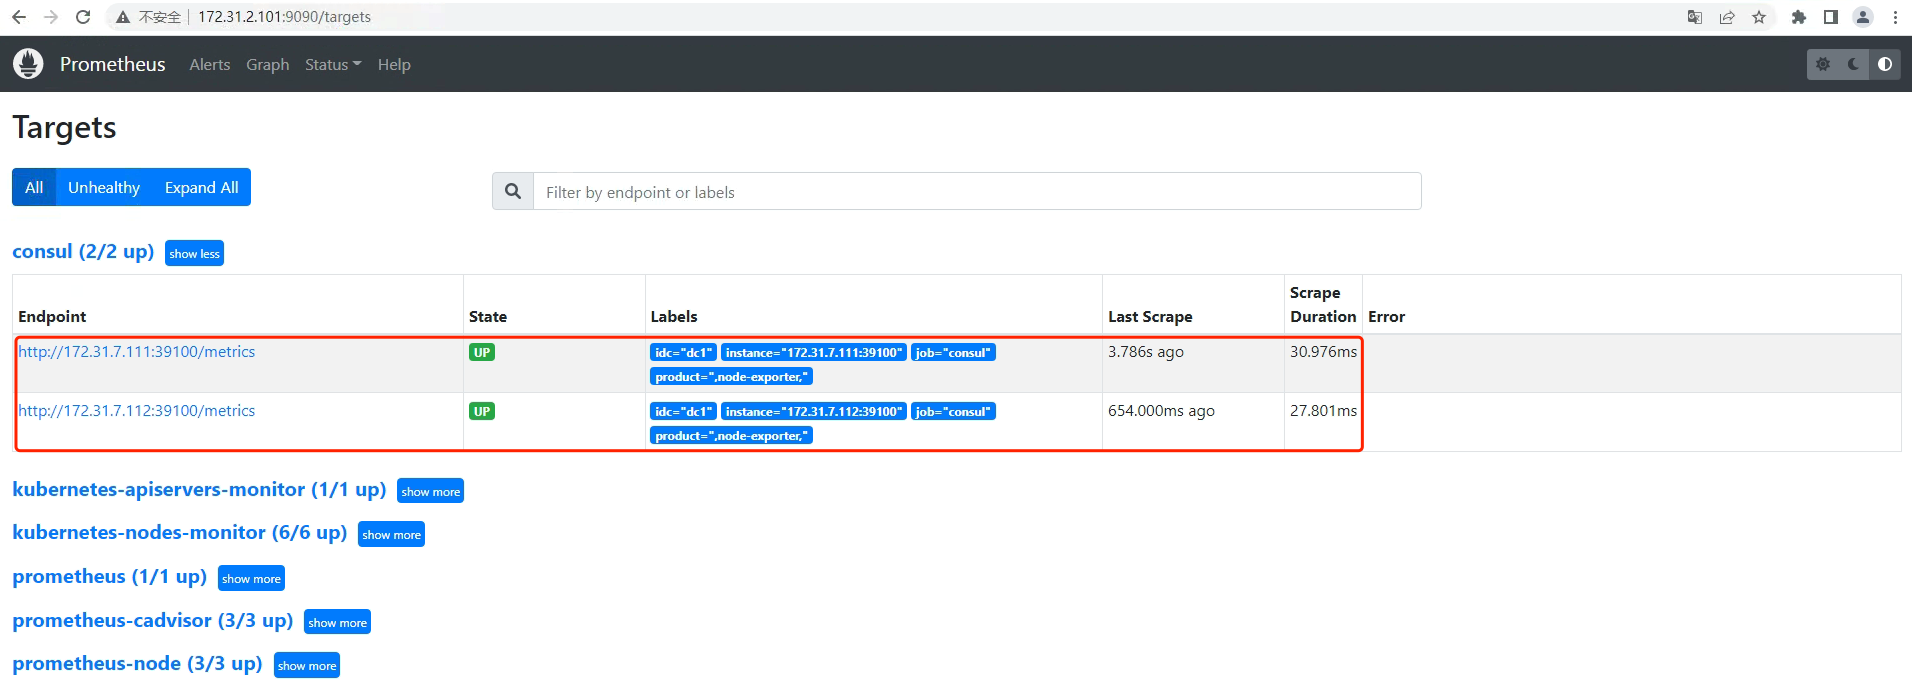 不安全 172.31.2.101:9090/targets
Prometheus Alerts Graph Status Help
Targets
All Unhealthy Expand All Filter by endpoint or labels
consul (2/2 up) show less
Endpoint State Labels Last Scrape Scrape Duration Error
http://172.31.7.111:39100/metrics UP idc="dc1" instance="172.31.7.111:39100" job="consul" 3.786s ago 30.976ms
product=",node-exporter,"
http://172.31.7.112:39100/metrics UP idc="dc1" instance="172.31.7.112:39100" job="consul" 654.000ms ago 27.801ms
product=",node-exporter,"
kubernetes-apiservers-monitor (1/1 up) show more
kubernetes-nodes-monitor (6/6 up) show more
prometheus (1/1 up) show more
prometheus-cadvisor (3/3 up) show more
prometheus-node (3/3 up) show more